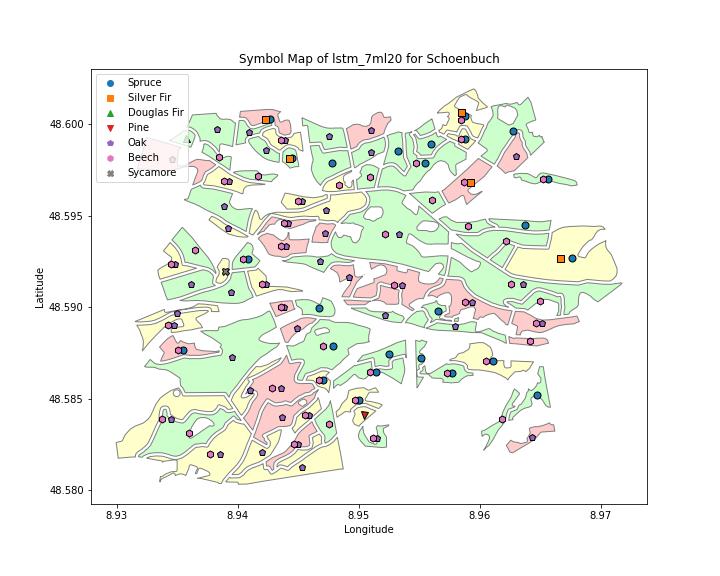 Symbol Map of lstm_7ml20 for Schoenbuch
Spruce
Silver Fir
Douglas Fir
Pine
Oak
Beech
Sycamore
48.600
48.595
48.590
48.585
48.580
Latitude
8.93 8.94 8.95 8.96 8.97
Longitude